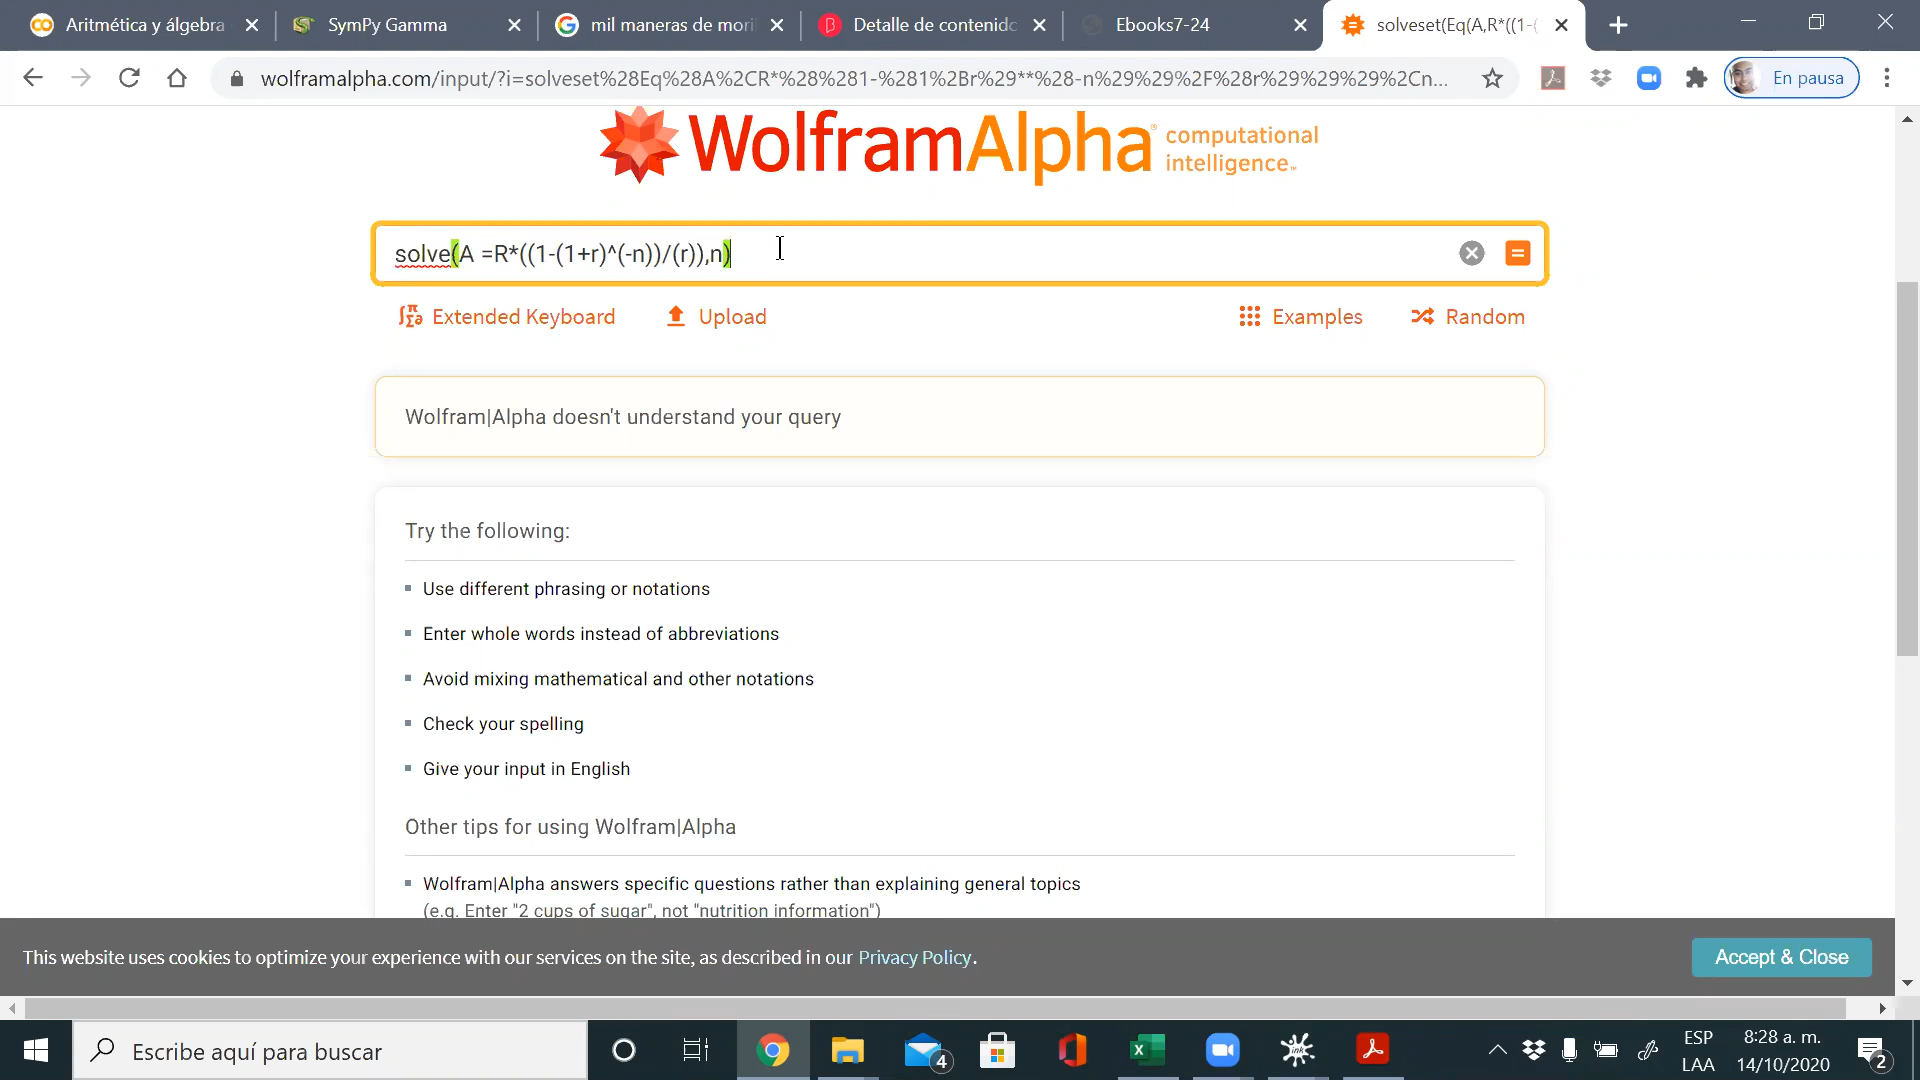 Aritmética y álgebra
SymPy Gamma
mil maneras de mori
Detalle de contenido
Ebooks7-24
solveset(Eq(A,R*((1-(
wolframalpha.com/input/?i=solveset%28Eq%28A%2CR*%28%281-%281%2Br%29**%28-n%29%29%2F%28r%29%29%29%2Cn...
En pausa
WolframAlpha computational intelligence™
solve(A =R*((1-(1+r)^(-n))/(r)),n)
Extended Keyboard
Upload
Examples
Random
Wolfram|Alpha doesn't understand your query
Try the following:
Use different phrasing or notations
Enter whole words instead of abbreviations
Avoid mixing mathematical and other notations
Check your spelling
Give your input in English
Other tips for using Wolfram|Alpha
Wolfram|Alpha answers specific questions rather than explaining general topics
(e.g. Enter "2 cups of sugar", not "nutrition information")
This website uses cookies to optimize your experience with our services on the site, as described in our Privacy Policy.
Accept & Close
Escribe aquí para buscar
4
ink
ESP
LAA
8:28 a. m.
14/10/2020
2